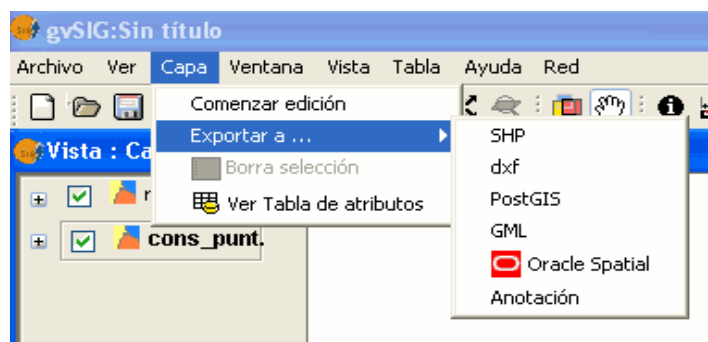 gvSIG:Sin título
Archivo Ver Capa Ventana Vista Tabla Ayuda Red
Comenzar edición
Exportar a ...
Borra selección
Ver Tabla de atributos
SHP
dxf
PostGIS
GML
Oracle Spatial
Anotación
Vista : Ca
r
cons_punt.